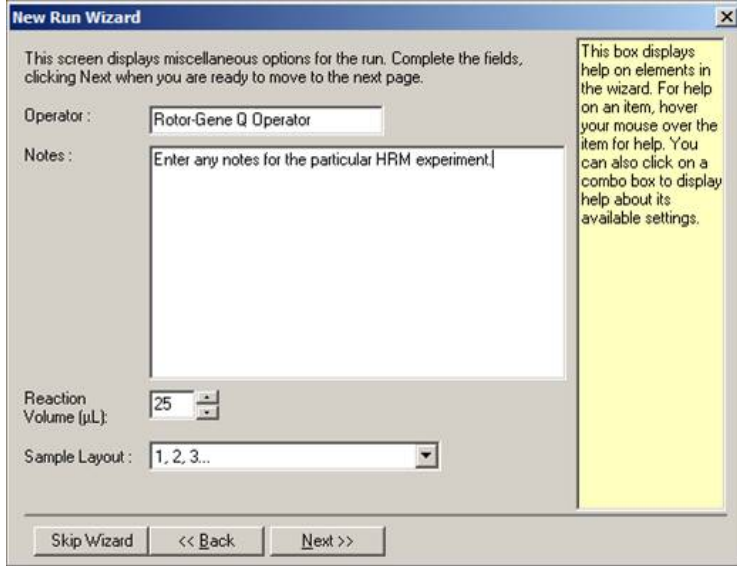 New Run Wizard
This screen displays miscellaneous options for the run. Complete the fields,
clicking Next when you are ready to move to the next page.
Operator :
Rotor-Gene Q Operator
Notes :
Enter any notes for the particular HRM experiment.
Reaction
Volume (µL):
25
Sample Layout :
1, 2, 3...
Skip Wizard
<< Back
Next >>
This box displays
help on elements in
the wizard. For help
on an item, hover
your mouse over the
item for help. You
can also click on a
combo box to display
help about its
available settings.